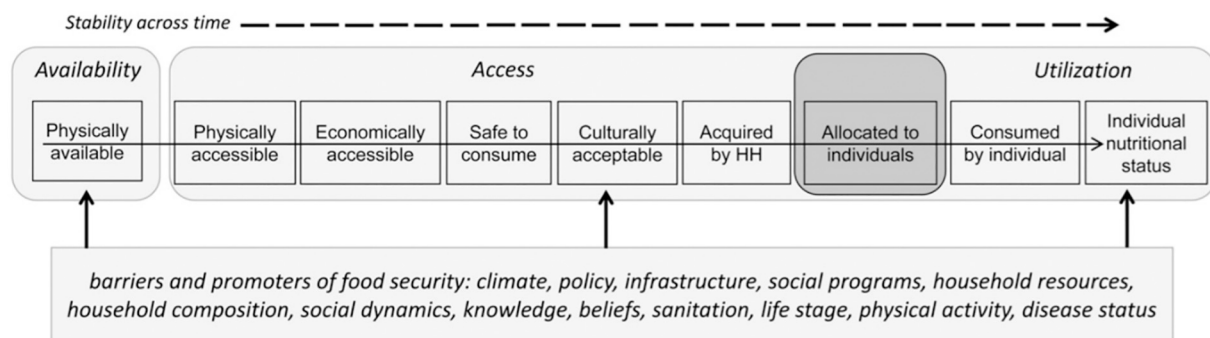 Stability across time
Availability
Access
Utilization
Physically
available
Physically
accessible
Economically
accessible
Safe to
consume
Culturally
acceptable
Acquired
by HH
Allocated to
individuals
Consumed
by individual
Individual
nutritional
status
barriers and promoters of food security: climate, policy, infrastructure, social programs, household resources,
household composition, social dynamics, knowledge, beliefs, sanitation, life stage, physical activity, disease status